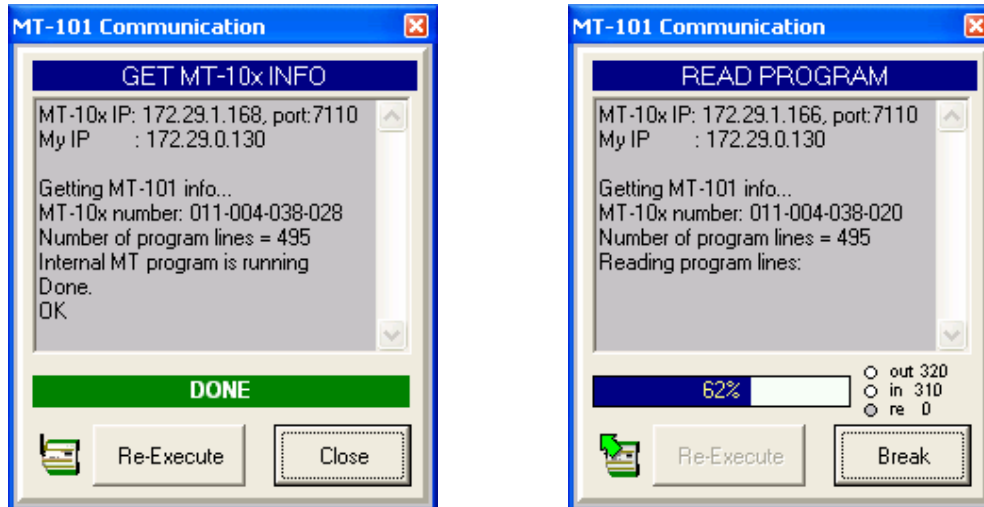 MT-101 Communication
GET MT-10x INFO
MT-10x IP: 172.29.1.168, port:7110
My IP : 172.29.0.130
Getting MT-101 info...
MT-10x number: 011-004-038-028
Number of program lines = 495
Internal MT program is running
Done.
OK
DONE
Re-Execute
Close
MT-101 Communication
READ PROGRAM
MT-10x IP: 172.29.1.166, port:7110
My IP : 172.29.0.130
Getting MT-101 info...
MT-10x number: 011-004-038-020
Number of program lines = 495
Reading program lines:
62%
out 320
in 310
re 0
Re-Execute
Break